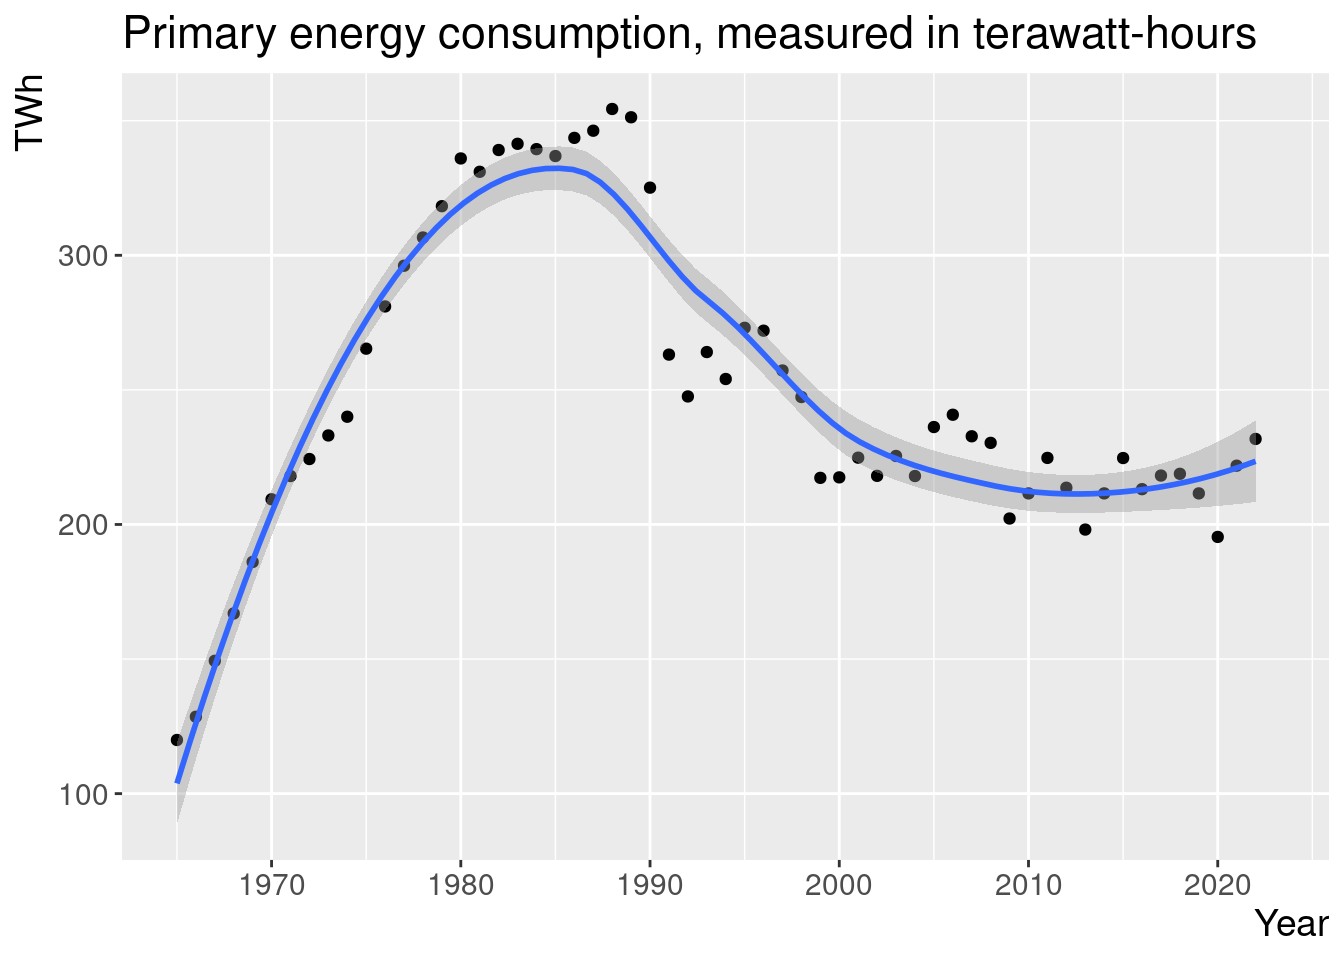 Primary energy consumption, measured in terawatt-hours
TWh
300
200
100
1970 1980 1990 2000 2010 2020
Year